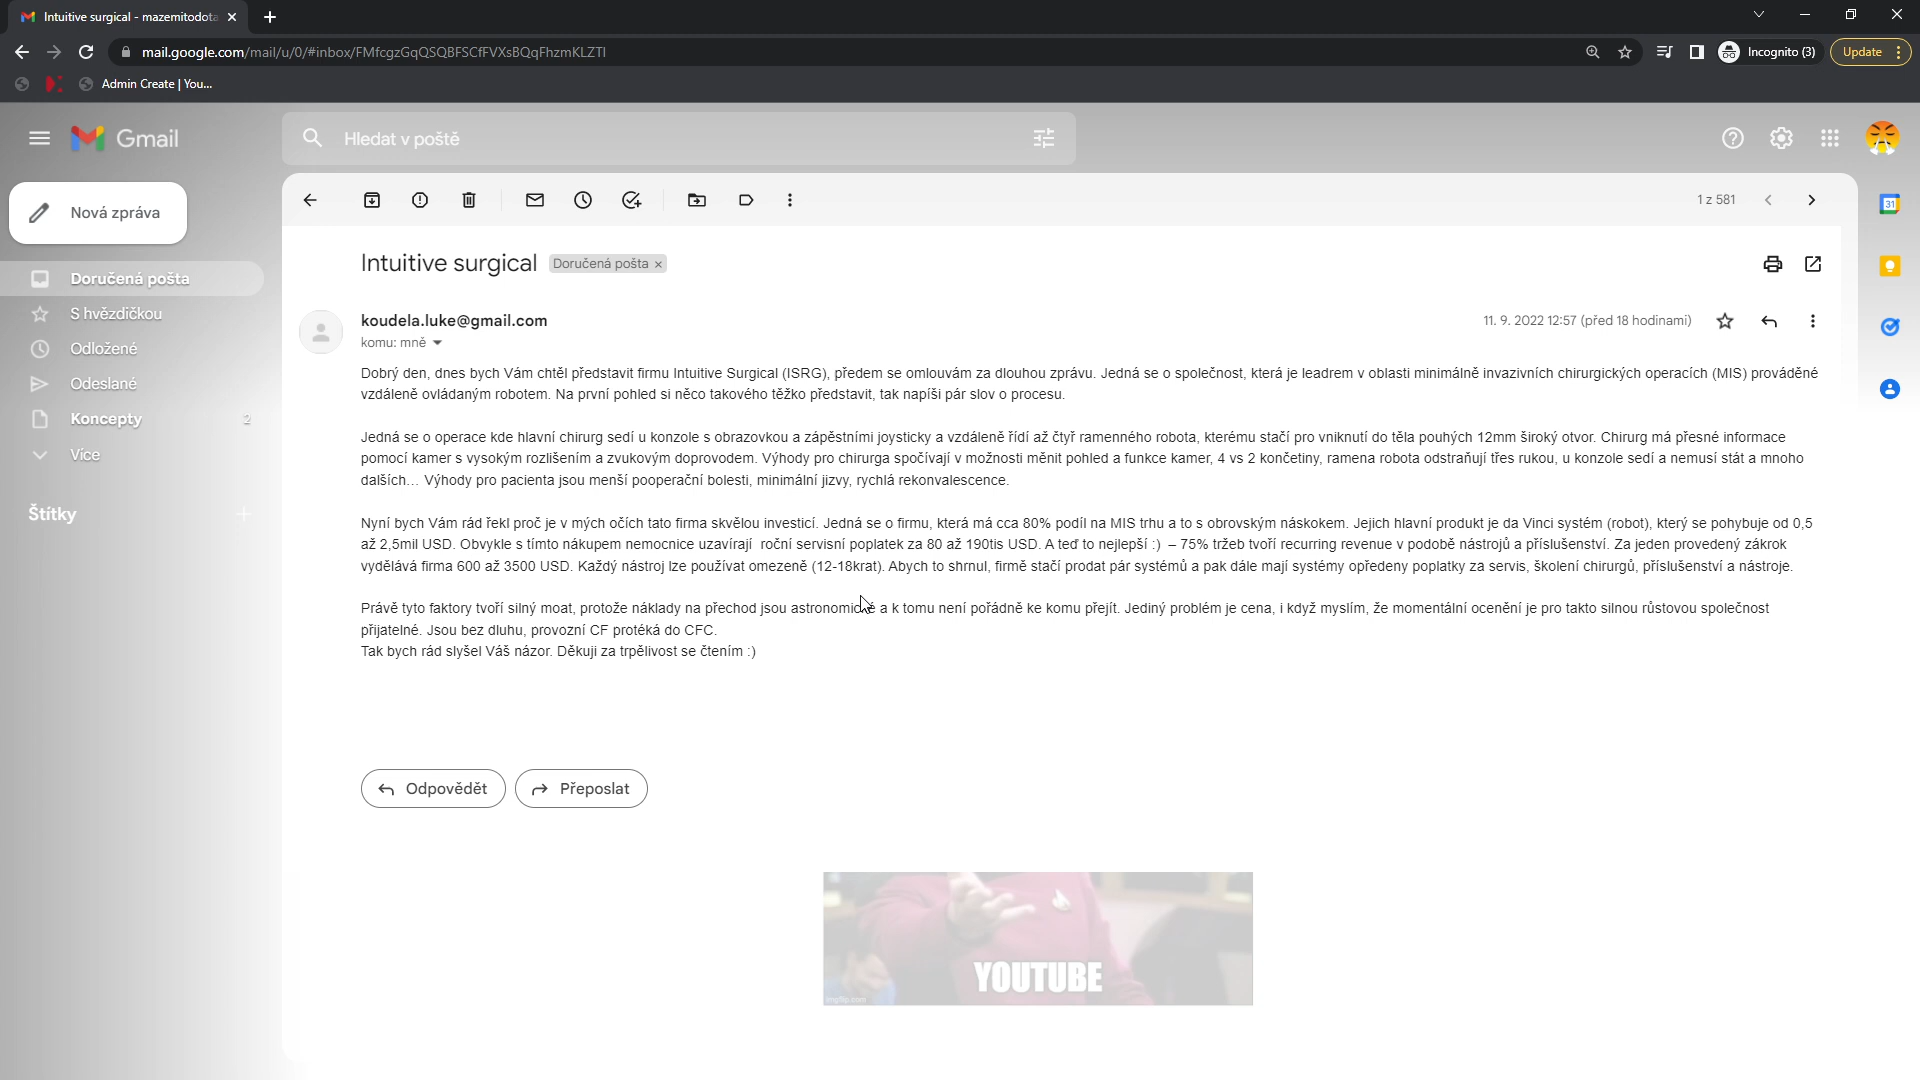 Intuitive surgical - mazemitodota
mail.google.com/mail/u/0/#inbox/FMfcgzGqQSQBFSCfFVXsBQqFhzmKLZTl
Incognito (3)
Update
Admin Create | You...
Gmail
Hledat v poště
Nová zpráva
1 z 581
31
Intuitive surgical
Doručená pošta ×
Doručená pošta
S hvězdičkou
Odložené
Odeslané
Koncepty 2
Více
Štítky
koudela.luke@gmail.com
11. 9. 2022 12:57 (před 18 hodinami)
komu: mně
Dobrý den, dnes bych Vám chtěl představit firmu Intuitive Surgical (ISRG), předem se omlouvám za dlouhou zprávu. Jedná se o společnost, která je leadrem v oblasti minimálně invazivních chirurgických operacích (MIS) prováděné
vzdáleně ovládaným robotem. Na první pohled si něco takového těžko představit, tak napíši pár slov o procesu.
Jedná se o operace kde hlavní chirurg sedí u konzole s obrazovkou a zápěstními joysticky a vzdáleně řídí až čtyř ramenného robota, kterému stačí pro vniknutí do těla pouhých 12mm široký otvor. Chirurg má přesné informace
pomocí kamer s vysokým rozlišením a zvukovým doprovodem. Výhody pro chirurga spočívají v možnosti měnit pohled a funkce kamer, 4 vs 2 končetiny, ramena robota odstraňují třes rukou, u konzole sedí a nemusí stát a mnoho
dalších… Výhody pro pacienta jsou menší pooperační bolesti, minimální jizvy, rychlá rekonvalescence.
Nyní bych Vám rád řekl proč je v mých očích tato firma skvělou investicí. Jedná se o firmu, která má cca 80% podíl na MIS trhu a to s obrovským náskokem. Jejich hlavní produkt je da Vinci systém (robot), který se pohybuje od 0,5
až 2,5mil USD. Obvykle s tímto nákupem nemocnice uzavírají roční servisní poplatek za 80 až 190tis USD. A teď to nejlepší :) – 75% tržeb tvoří recurring revenue v podobě nástrojů a příslušenství. Za jeden provedený zákrok
vydělává firma 600 až 3500 USD. Každý nástroj lze používat omezeně (12-18krat). Abych to shrnul, firmě stačí prodat pár systémů a pak dále mají systémy opředeny poplatky za servis, školení chirurgů, příslušenství a nástroje.
Právě tyto faktory tvoří silný moat, protože náklady na přechod jsou astronomické a k tomu není pořádně ke komu přejít. Jediný problém je cena, i když myslím, že momentální ocenění je pro takto silnou růstovou společnost
přijatelné. Jsou bez dluhu, provozní CF protéká do CFC.
Tak bych rád slyšel Váš názor. Děkuji za trpělivost se čtením :)
Odpovědět
Přeposlat
YOUTUBE
imgflip.com